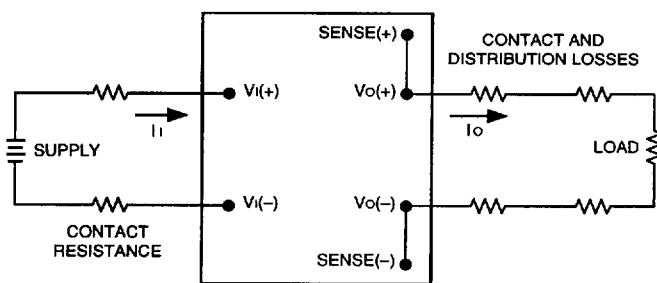 SENSE(+)
CONTACT AND
DISTRIBUTION LOSSES
VI(+)
VO(+)
II
IO
SUPPLY
LOAD
VI(–)
VO(–)
CONTACT
RESISTANCE
SENSE(–)